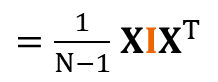 = 1/(N−1) XIXᵀ